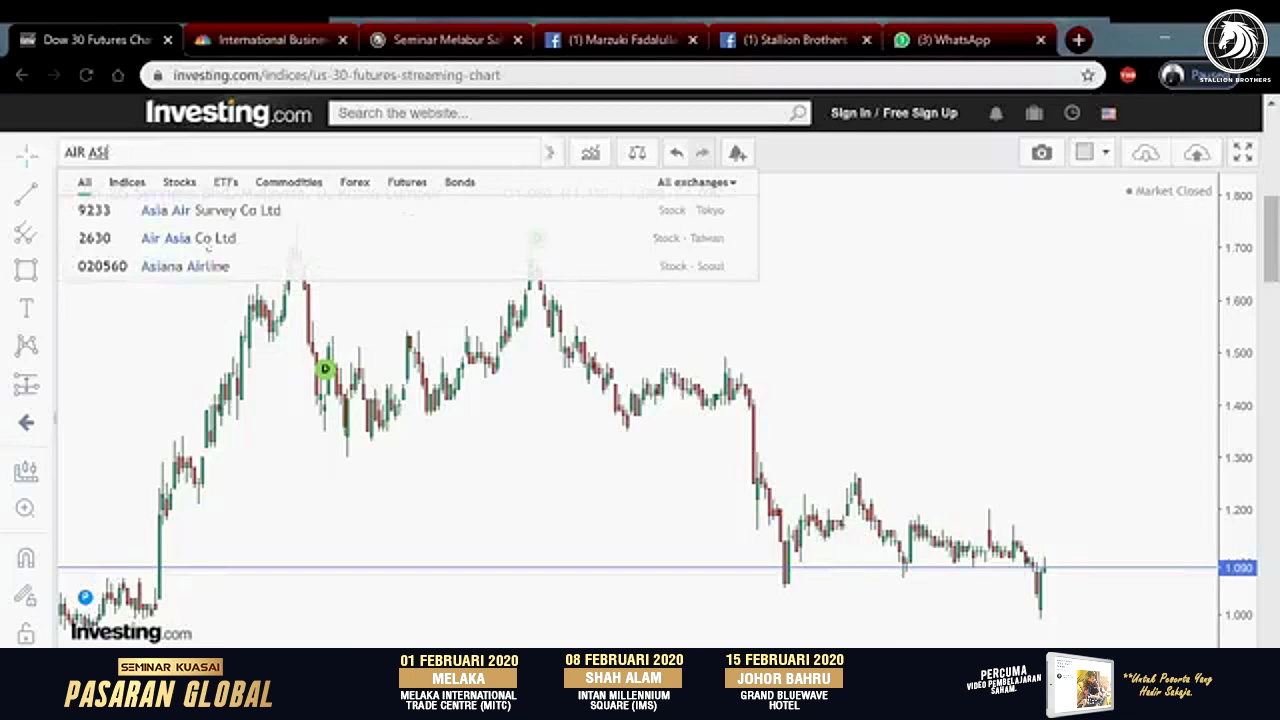 Dow 30 Futures Cha
International Busine
Seminar Melabur Sa
(1) Marzuki Fadalull
(1) Stallion Brothers
(3) WhatsApp
STALLION BROTHERS
investing.com/indices/us-30-futures-streaming-chart
Paused
Investing.com
Search the website...
Sign In / Free Sign Up
AIR ASI
All Indices Stocks ETFs Commodities Forex Futures Bonds All exchanges
Market Closed
9233 Asia Air Survey Co Ltd Stock - Tokyo
2630 Air Asia Co Ltd Stock - Taiwan
020560 Asiana Airline Stock - Seoul
D
D
P
1.800
1.700
1.600
1.500
1.400
1.300
1.200
1.090
1.000
Investing.com
SEMINAR KUASAI
PASARAN GLOBAL
01 FEBRUARI 2020
MELAKA
MELAKA INTERNATIONAL
TRADE CENTRE (MITC)
08 FEBRUARI 2020
SHAH ALAM
INTAN MILLENNIUM
SQUARE (IMS)
15 FEBRUARI 2020
JOHOR BAHRU
GRAND BLUEWAVE
HOTEL
PERCUMA
VIDEO PEMBELAJARAN
SAHAM.
**Untuk Peserta Yang
Hadir Sahaja.